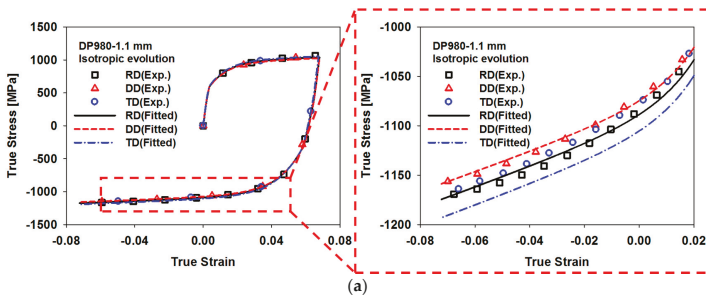 DP980-1.1 mm
Isotropic evolution
RD(Exp.)
DD(Exp.)
TD(Exp.)
RD(Fitted)
DD(Fitted)
TD(Fitted)
True Stress [MPa]
1500
1000
500
0
-500
-1000
-1500
-0.08 -0.04 0.00 0.04 0.08
True Strain
DP980-1.1 mm
Isotropic evolution
RD(Exp.)
DD(Exp.)
TD(Exp.)
RD(Fitted)
DD(Fitted)
TD(Fitted)
True Stress [MPa]
-1000
-1050
-1100
-1150
-1200
-0.08 -0.06 -0.04 -0.02 0.00 0.02
True Strain
(a)